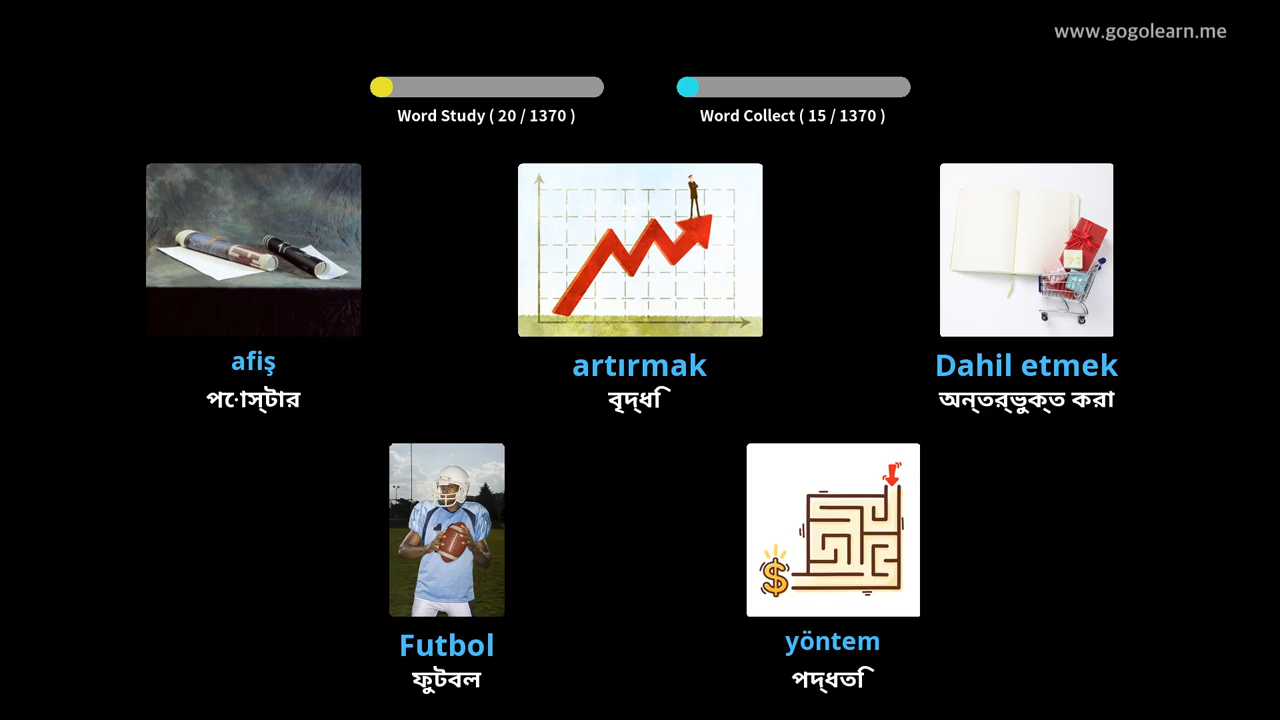 www.gogolearn.me
Word Study ( 20 / 1370 )
Word Collect ( 15 / 1370 )
afiş
পোস্টার
artırmak
বৃদ্ধি
Dahil etmek
অন্তর্ভুক্ত করা
Futbol
ফুটবল
yöntem
পদ্ধতি